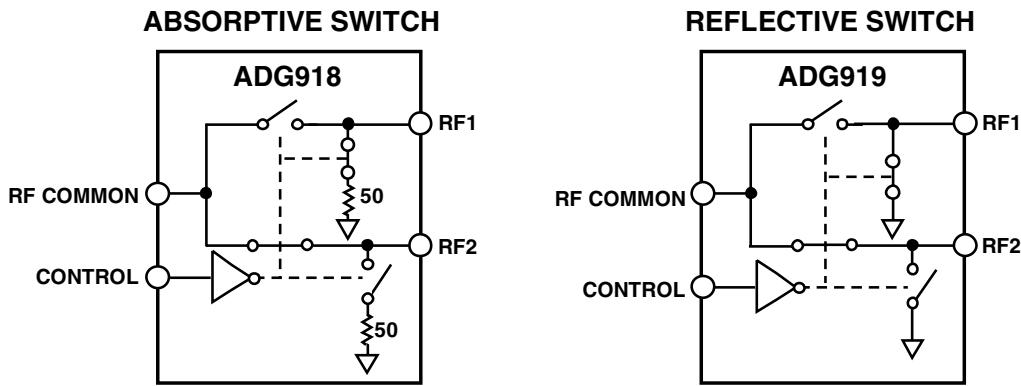 ABSORPTIVE SWITCH
ADG918
RF1
RF COMMON
50
RF2
CONTROL
50
REFLECTIVE SWITCH
ADG919
RF1
RF COMMON
RF2
CONTROL